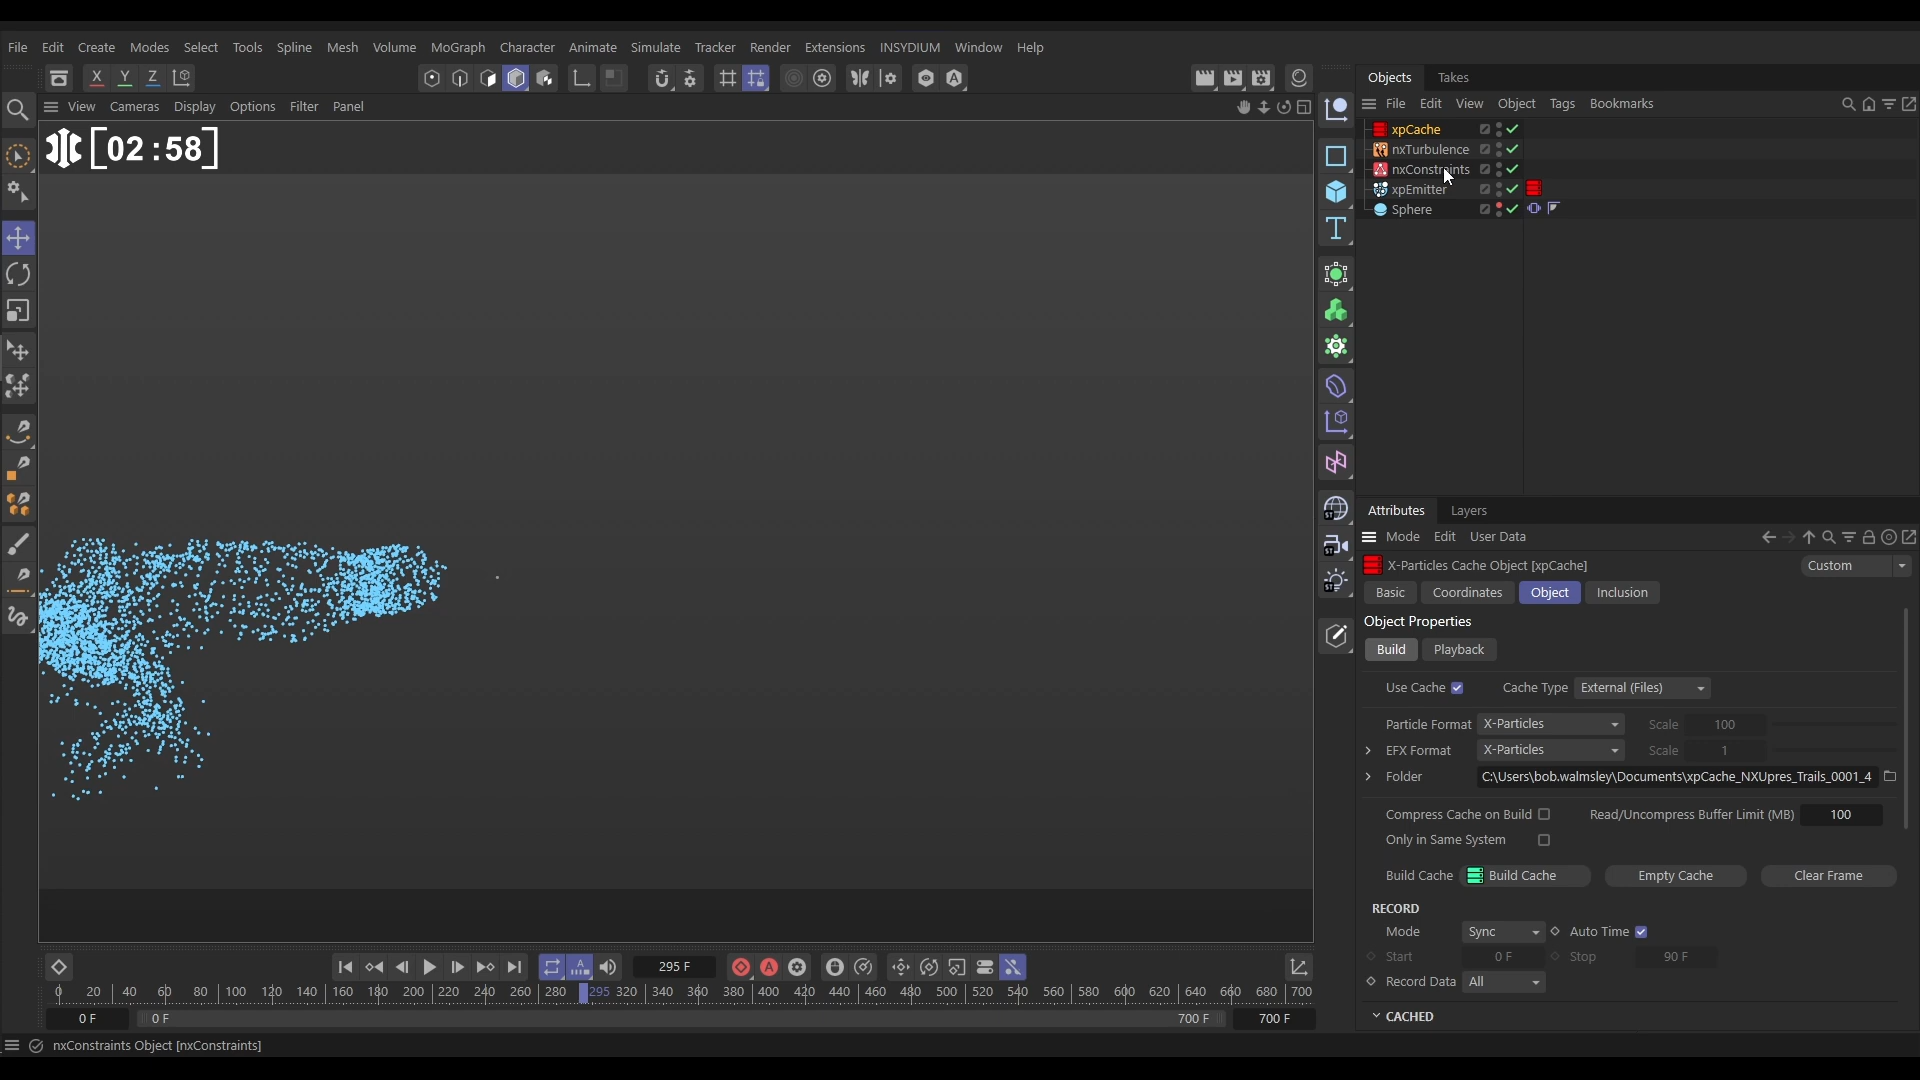 File Edit Create Modes Select Tools Spline Mesh Volume MoGraph Character Animate Simulate Tracker Render Extensions INSYDIUM Window Help
X Y Z
View Cameras Display Options Filter Panel
[02:58]
Objects Takes
File Edit View Object Tags Bookmarks
xpCache
nxTurbulence
nxConstraints
xpEmitter
Sphere
Attributes Layers
Mode Edit User Data
X-Particles Cache Object [xpCache] Custom
Basic Coordinates Object Inclusion
Object Properties
Build Playback
Use Cache Cache Type External (Files)
Particle Format X-Particles Scale 100
EFX Format X-Particles Scale 1
Folder C:\Users\bob.walmsley\Documents\xpCache_NXUpres_Trails_0001_4
Compress Cache on Build Read/Uncompress Buffer Limit (MB) 100
Only in Same System
Build Cache Build Cache Empty Cache Clear Frame
RECORD
Mode Sync Auto Time
Start 0 F Stop 90 F
Record Data All
CACHED
295 F
0 20 40 60 80 100 120 140 160 180 200 220 240 260 280 295 320 340 360 380 400 420 440 460 480 500 520 540 560 580 600 620 640 660 680 700
0 F 0 F 700 F 700 F
nxConstraints Object [nxConstraints]